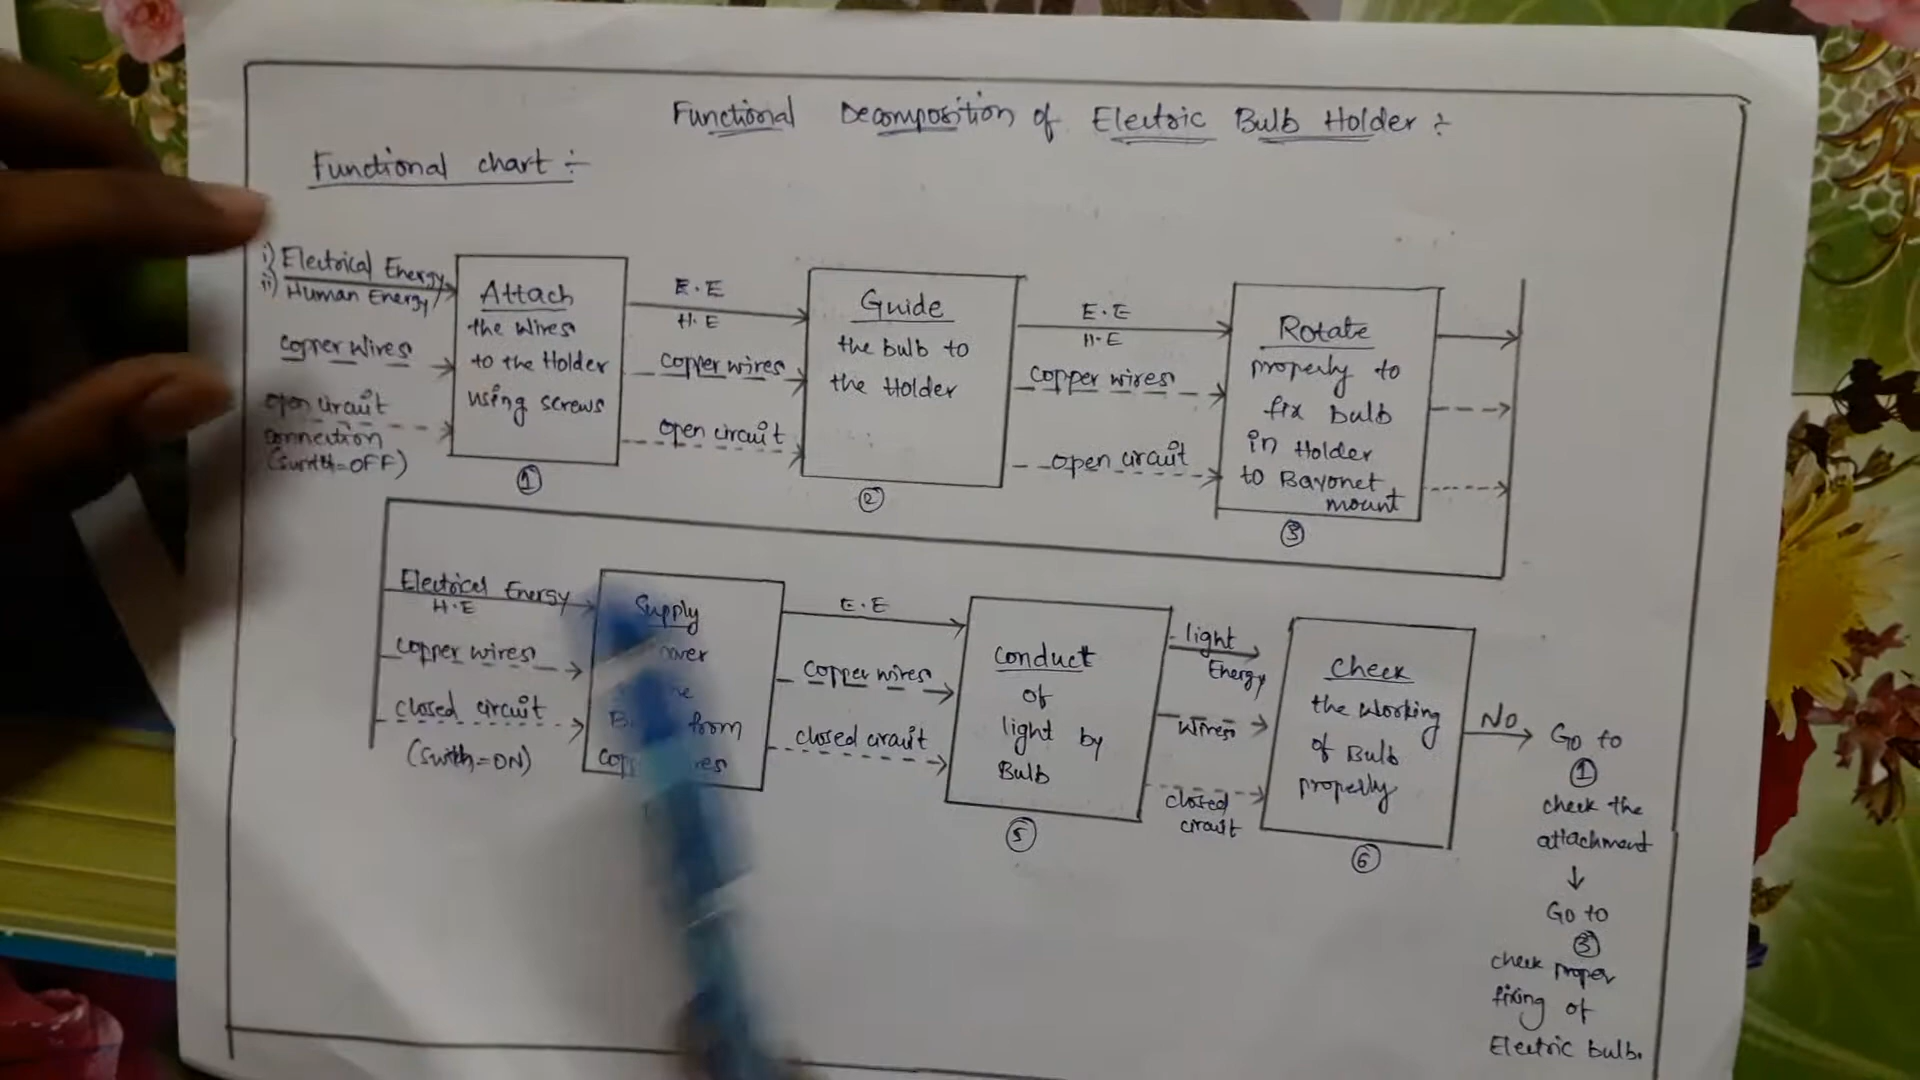 Functional Decomposition of Electric Bulb Holder :-
Functional chart :-
i) Electrical Energy
ii) Human Energy
copper wires
open circuit
connection
(switch=OFF)
Attach
the wires
to the Holder
using screws
①
E.E
H.E
copper wires
open circuit
Guide
the bulb to
the Holder
②
E.E
H.E
copper wires
open circuit
Rotate
properly to
fix Bulb
in Holder
to Bayonet
mount
③
Electrical Energy
H.E
copper wires
closed circuit
(Swith=ON)
Supply
from
E.E
copper wires
closed circuit
conduct
of
light by
Bulb
⑤
light
Energy
wires
closed
circuit
check
the working
of Bulb
properly
⑥
No
Go to
①
check the
attachment
↓
Go to
③
check proper
fixing of
Electric bulb.